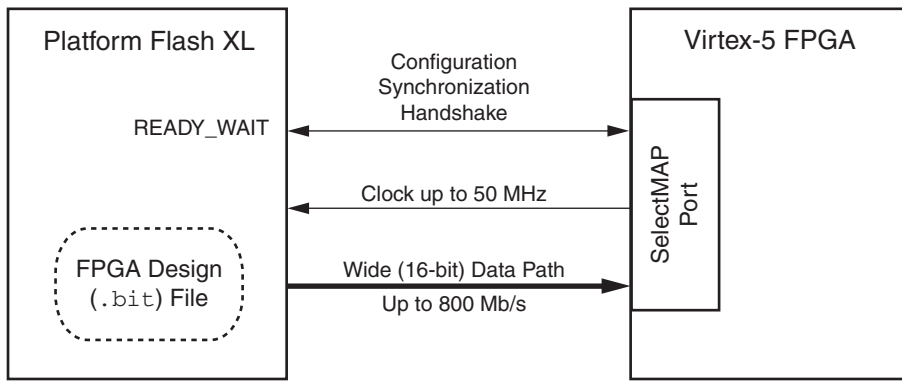 Platform Flash XL
Virtex-5 FPGA
Configuration
Synchronization
Handshake
READY_WAIT
Clock up to 50 MHz
SelectMAP
Port
FPGA Design
(.bit) File
Wide (16-bit) Data Path
Up to 800 Mb/s